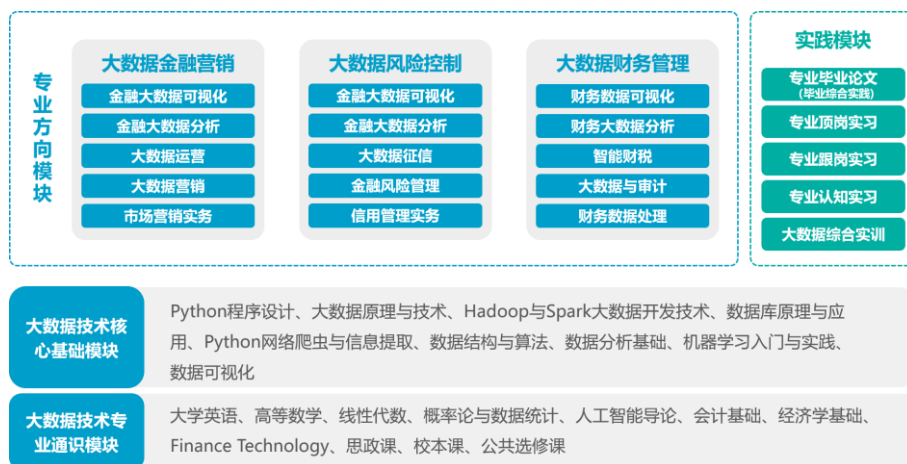 专业方向模块
大数据金融营销
金融大数据可视化
金融大数据分析
大数据运营
大数据营销
市场营销实务
大数据风险控制
金融大数据可视化
金融大数据分析
大数据征信
金融风险管理
信用管理实务
大数据财务管理
财务数据可视化
财务大数据分析
智能财税
大数据与审计
财务数据处理
实践模块
专业毕业论文
(毕业综合实践)
专业顶岗实习
专业跟岗实习
专业认知实习
大数据综合实训
大数据技术核
心基础模块
Python程序设计、大数据原理与技术、Hadoop与Spark大数据开发技术、数据库原理与应
用、Python网络爬虫与信息提取、数据结构与算法、数据分析基础、机器学习入门与实践、
数据可视化
大数据技术专
业通识模块
大学英语、高等数学、线性代数、概率论与数据统计、人工智能导论、会计基础、经济学基础、
Finance Technology、思政课、校本课、公共选修课